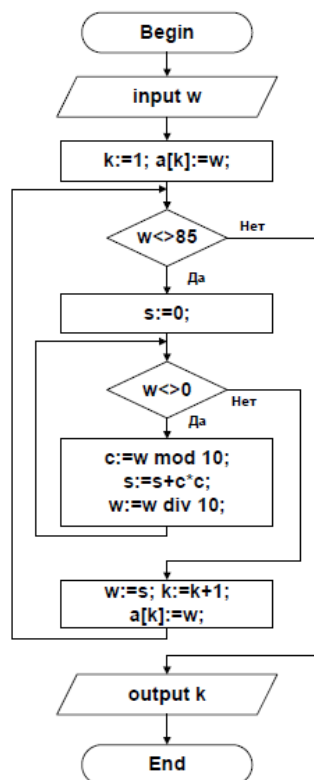 Begin
input w
k:=1; a[k]:=w;
w<>85
Нет
Да
s:=0;
w<>0
Нет
Да
c:=w mod 10;
s:=s+c*c;
w:=w div 10;
w:=s; k:=k+1;
a[k]:=w;
output k
End